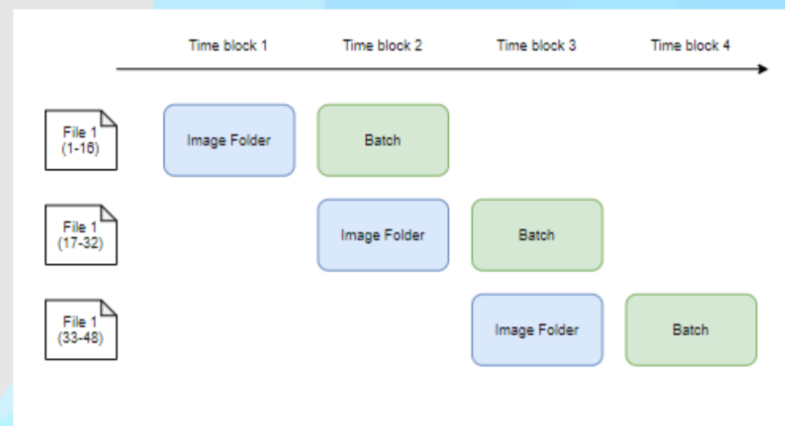 Time block 1
Time block 2
Time block 3
Time block 4
File 1
(1-16)
Image Folder
Batch
File 1
(17-32)
Image Folder
Batch
File 1
(33-48)
Image Folder
Batch